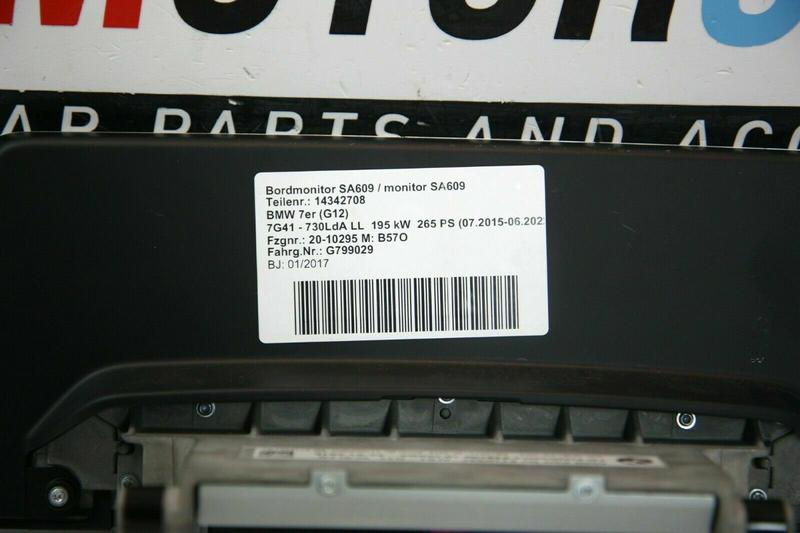 AR PARTS AND ACC
Bordmonitor SA609 / monitor SA609
Teilenr.: 14342708
BMW 7er (G12)
7G41 - 730LdA LL 195 kW 265 PS (07.2015-06.202
Fzgnr.: 20-10295 M: B57O
Fahrg.Nr.: G799029
BJ: 01/2017